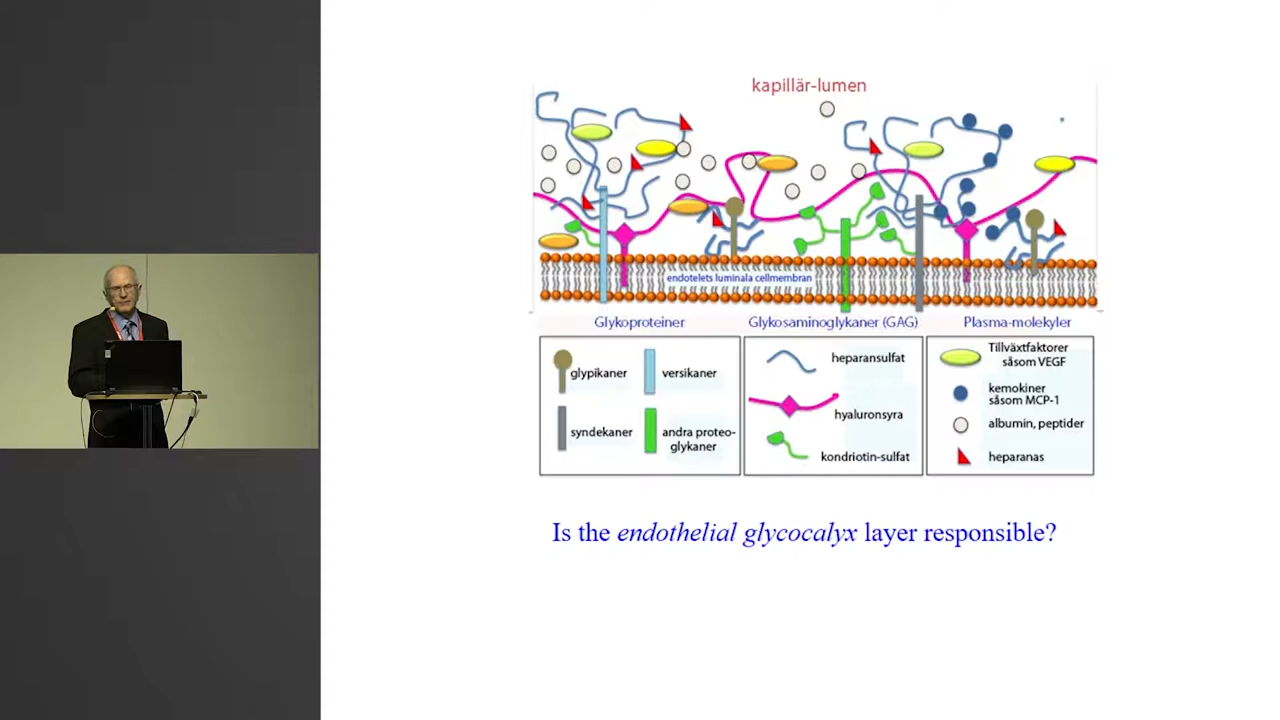 kapillär-lumen
endotelets luminala cellmembran
Glykoproteiner
Glykosaminoglykaner (GAG)
Plasma-molekyler
glypikaner
versikaner
syndekaner
andra proteo-
glykaner
heparansulfat
hyaluronsyra
kondriotin-sulfat
Tillväxtfaktorer
såsom VEGF
kemokiner
såsom MCP-1
albumin, peptider
heparanas
Is the endothelial glycocalyx layer responsible?